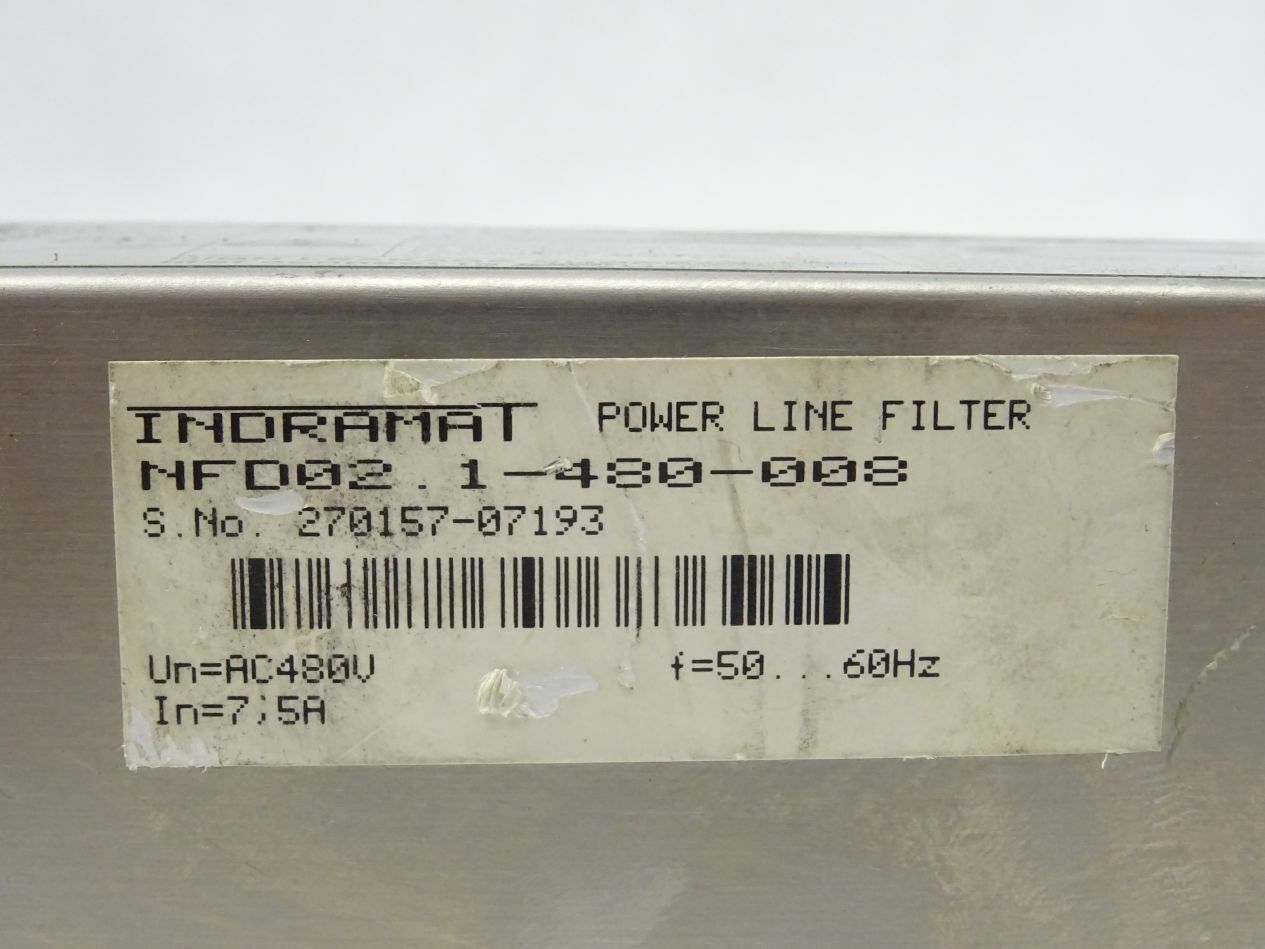 INDRAMAT POWER LINE FILTER
NFD02.1-480-008
S.No. 270157-07193
Un=AC480V f=50...60Hz
In=7;5A